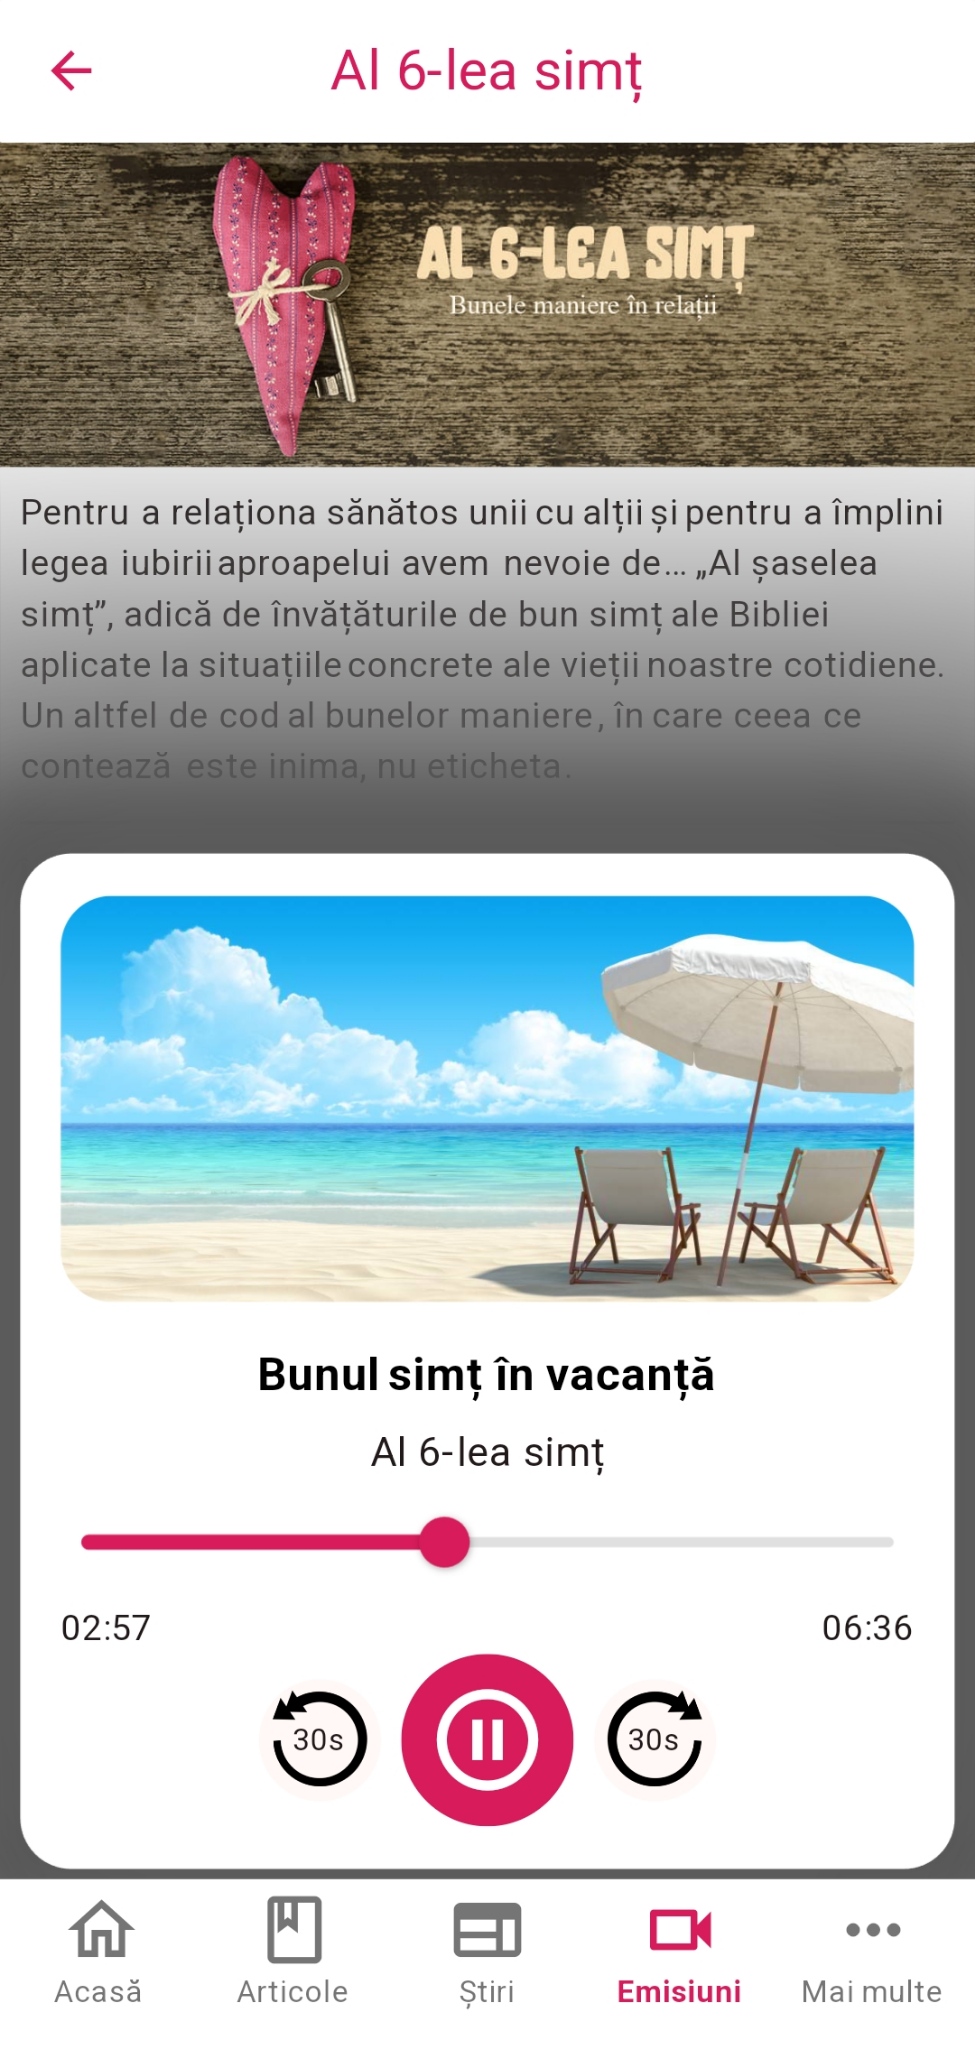 Al 6-lea simț
AL 6-LEA SIMȚ
Bunele maniere în relații
Pentru a relaționa sănătos unii cu alții și pentru a împlini
legea iubirii aproapelui avem nevoie de... „Al șaselea
simț”, adică de învățăturile de bun simț ale Bibliei
aplicate la situațiile concrete ale vieții noastre cotidiene.
Un altfel de cod al bunelor maniere, în care ceea ce
contează este inima, nu eticheta.
Bunul simț în vacanță
Al 6-lea simț
02:57 06:36
30s 30s
Acasă Articole Știri Emisiuni Mai multe